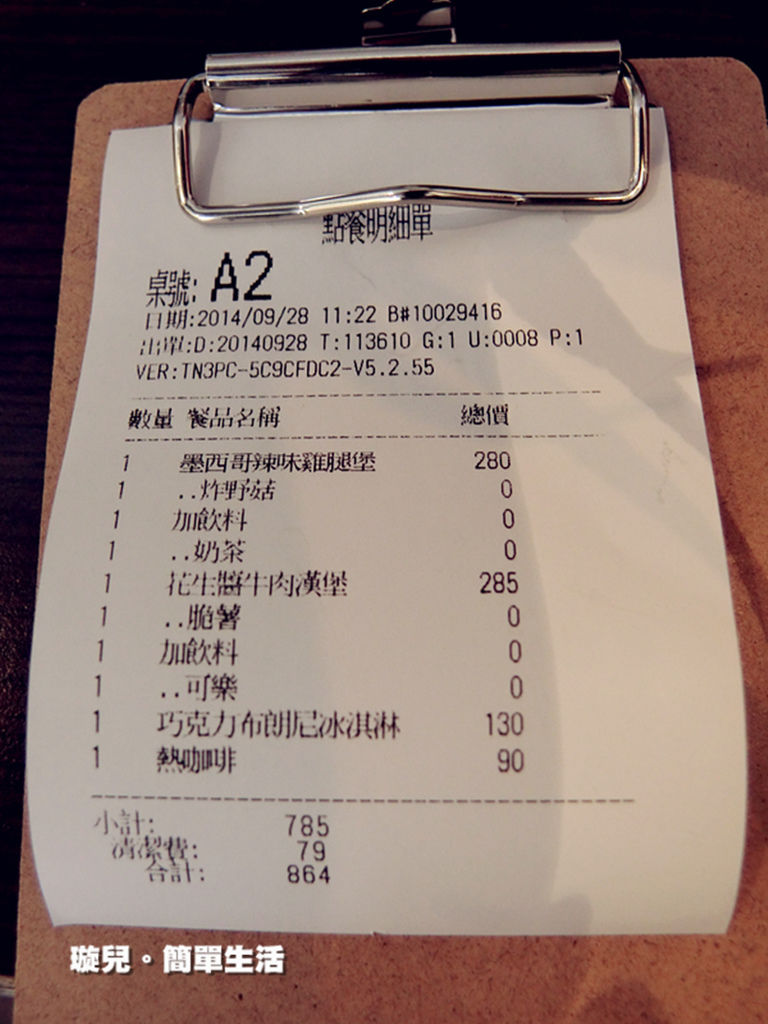 點餐明細單
桌號: A2
日期:2014/09/28 11:22 B#10029416
出單:D:20140928 T:113610 G:1 U:0008 P:1
VER:TN3PC-5C9CFDC2-V5.2.55
數量 餐品名稱 總價
1 墨西哥辣味雞腿堡 280
1 ..炸野菇 0
1 加飲料 0
1 ..奶茶 0
1 花生醬牛肉漢堡 285
1 ..脆薯 0
1 加飲料 0
1 ..可樂 0
1 巧克力布朗尼冰淇淋 130
1 熱咖啡 90
小計: 785
清潔費: 79
合計: 864
璇兒。簡單生活